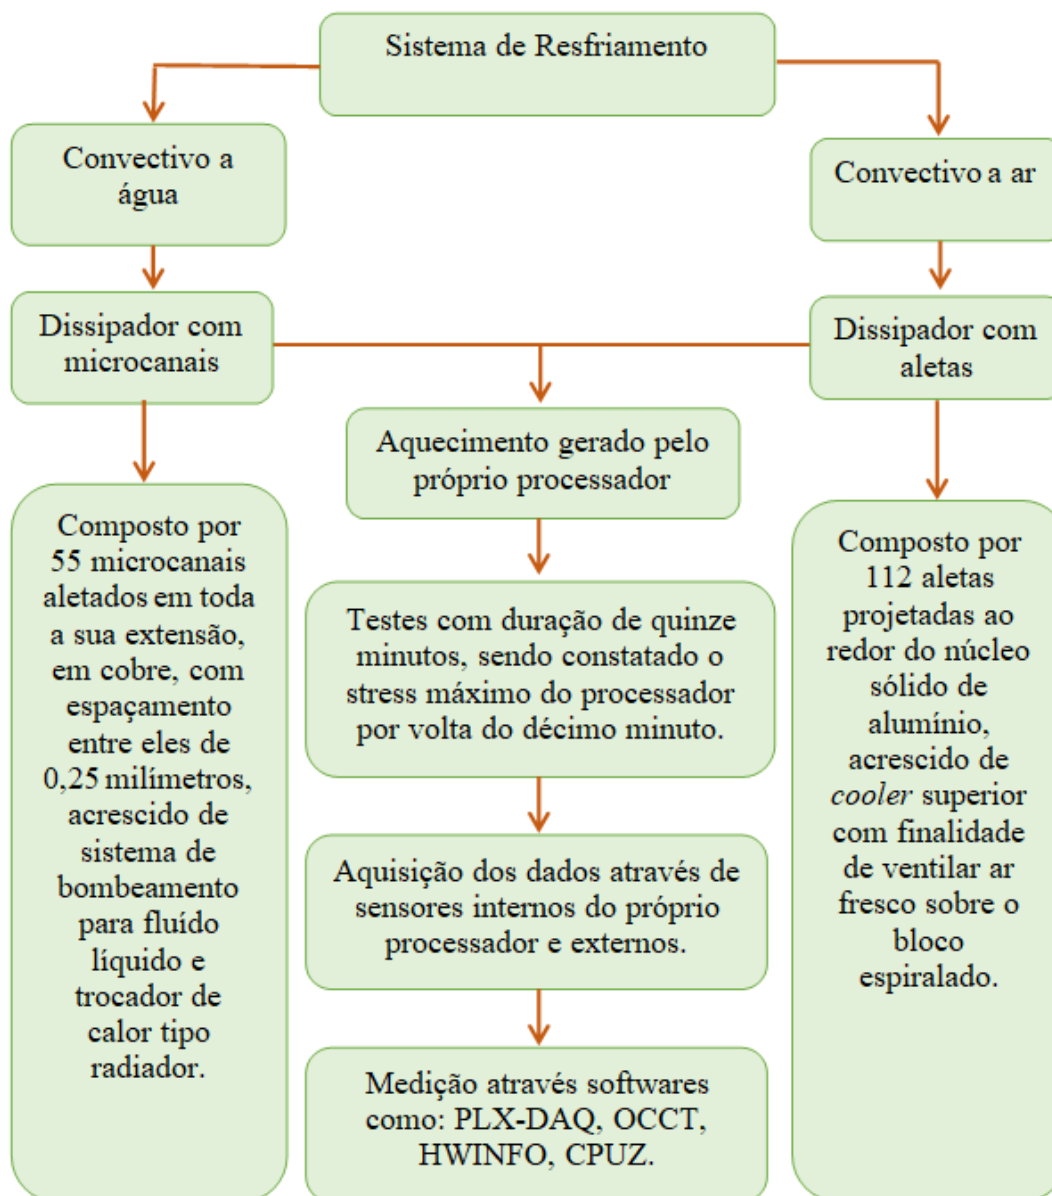 Sistema de Resfriamento
Convectivo a
água
Convectivo a ar
Dissipador com
microcanais
Dissipador com
aletas
Aquecimento gerado pelo
próprio processador
Composto por
55 microcanais
aletados em toda
a sua extensão,
em cobre, com
espaçamento
entre eles de
0,25 milímetros,
acrescido de
sistema de
bombeamento
para fluído
líquido e
trocador de
calor tipo
radiador.
Testes com duração de quinze
minutos, sendo constatado o
stress máximo do processador
por volta do décimo minuto.
Aquisição dos dados através de
sensores internos do próprio
processador e externos.
Medição através softwares
como: PLX-DAQ, OCCT,
HWINFO, CPUZ.
Composto por
112 aletas
projetadas ao
redor do núcleo
sólido de
alumínio,
acrescido de
cooler superior
com finalidade
de ventilar ar
fresco sobre o
bloco
espiralado.